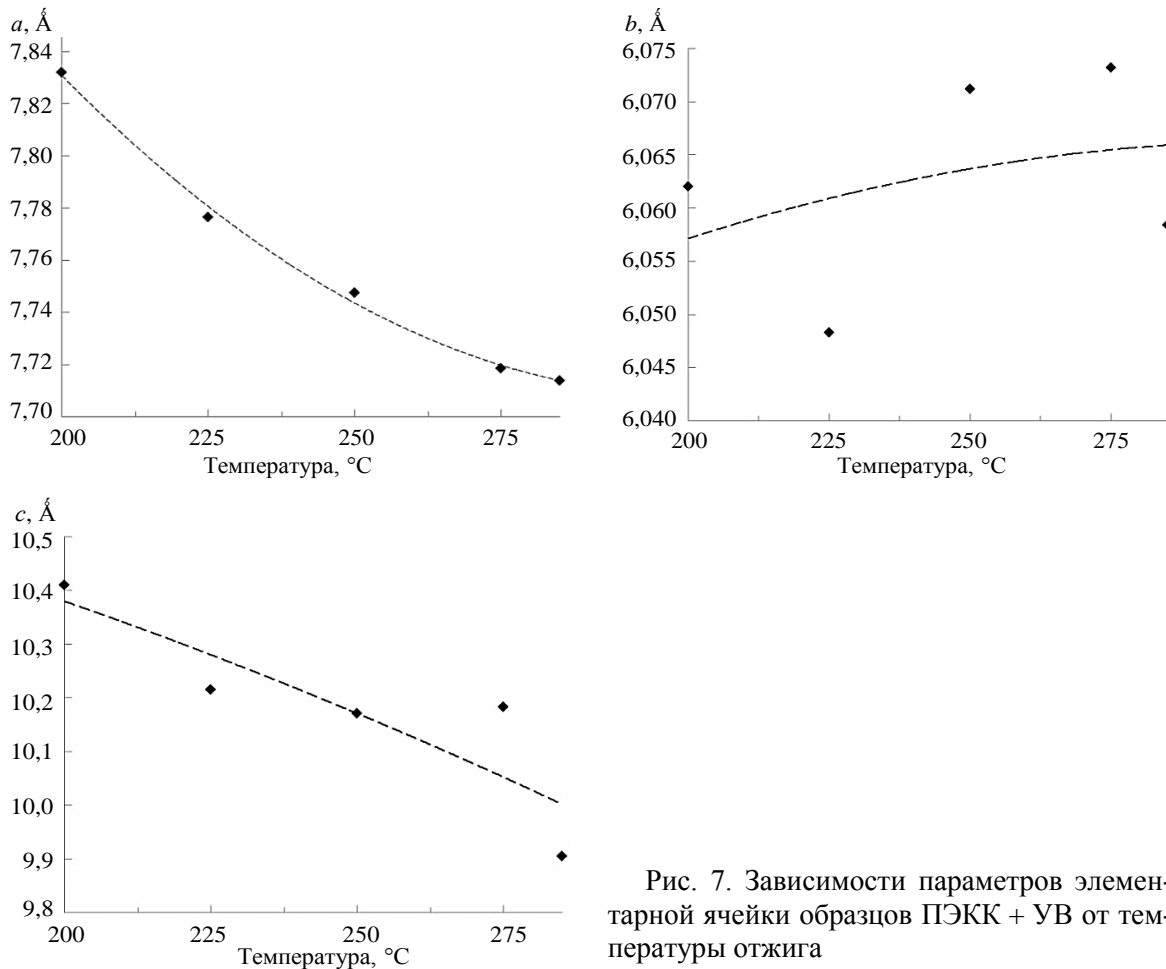 a, Å
7,84
7,82
7,80
7,78
7,76
7,74
7,72
7,70
200 225 250 275
Температура, °C
b, Å
6,075
6,070
6,065
6,060
6,055
6,050
6,045
6,040
200 225 250 275
Температура, °C
c, Å
10,5
10,4
10,3
10,2
10,1
10,0
9,9
9,8
200 225 250 275
Температура, °C
Рис. 7. Зависимости параметров элемен-
тарной ячейки образцов ПЭКК + УВ от тем-
пературы отжига